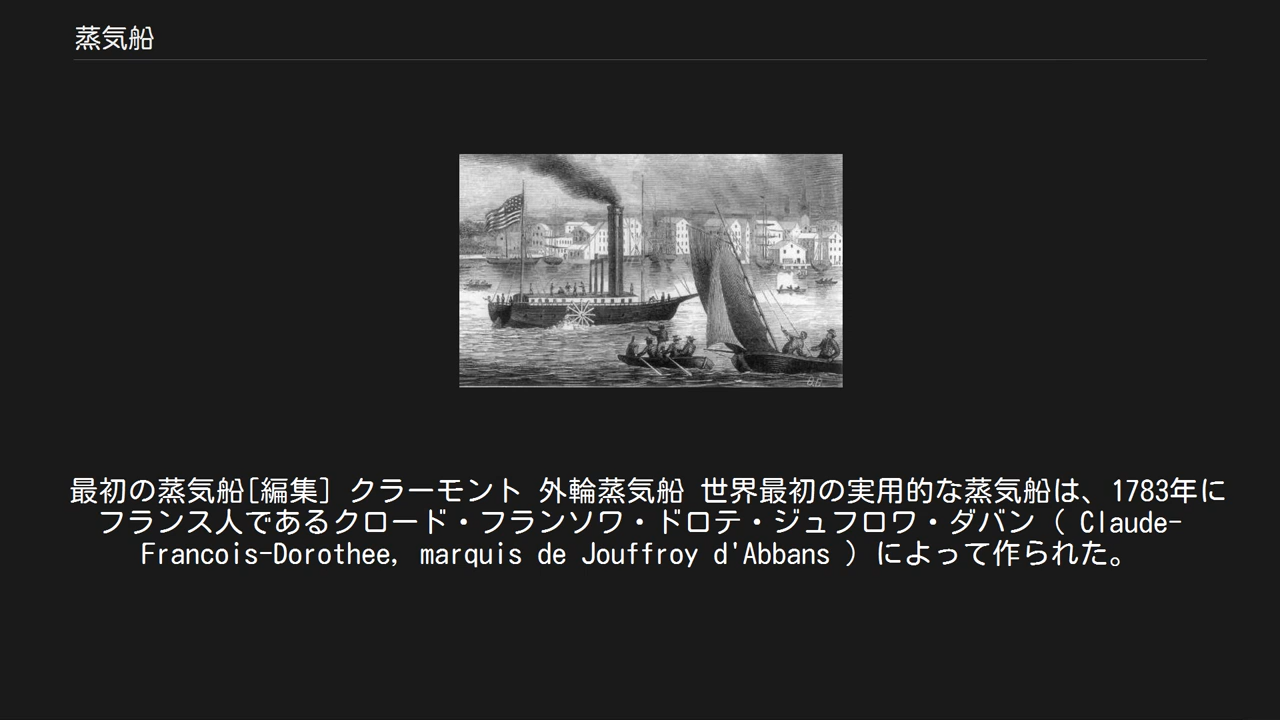 蒸気船
最初の蒸気船[編集] クラーモント 外輪蒸気船 世界最初の実用的な蒸気船は、1783年に
フランス人であるクロード・フランソワ・ドロテ・ジュフロワ・ダバン ( Claude-
Francois-Dorothee, marquis de Jouffroy d'Abbans ) によって作られた。